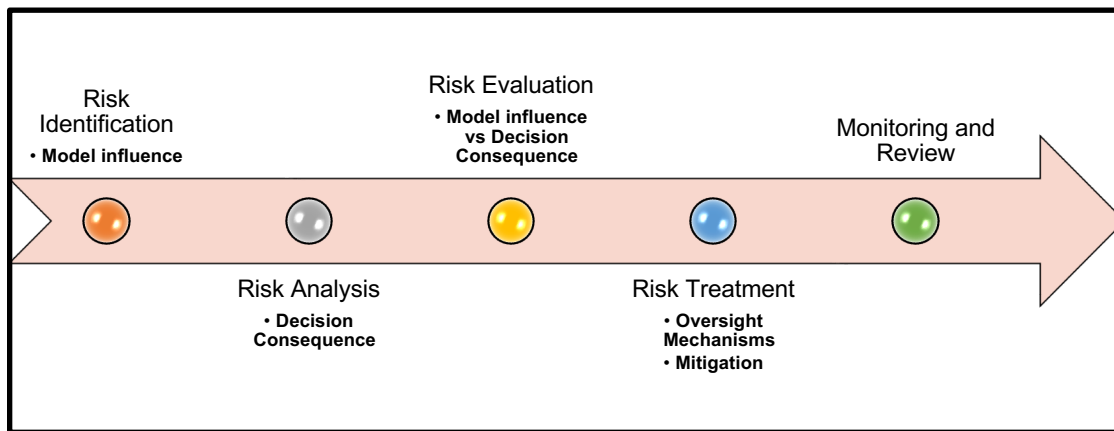 Risk
Identification
• Model influence
Risk Analysis
• Decision
Consequence
Risk Evaluation
• Model influence
vs Decision
Consequence
Risk Treatment
• Oversight
Mechanisms
• Mitigation
Monitoring and
Review